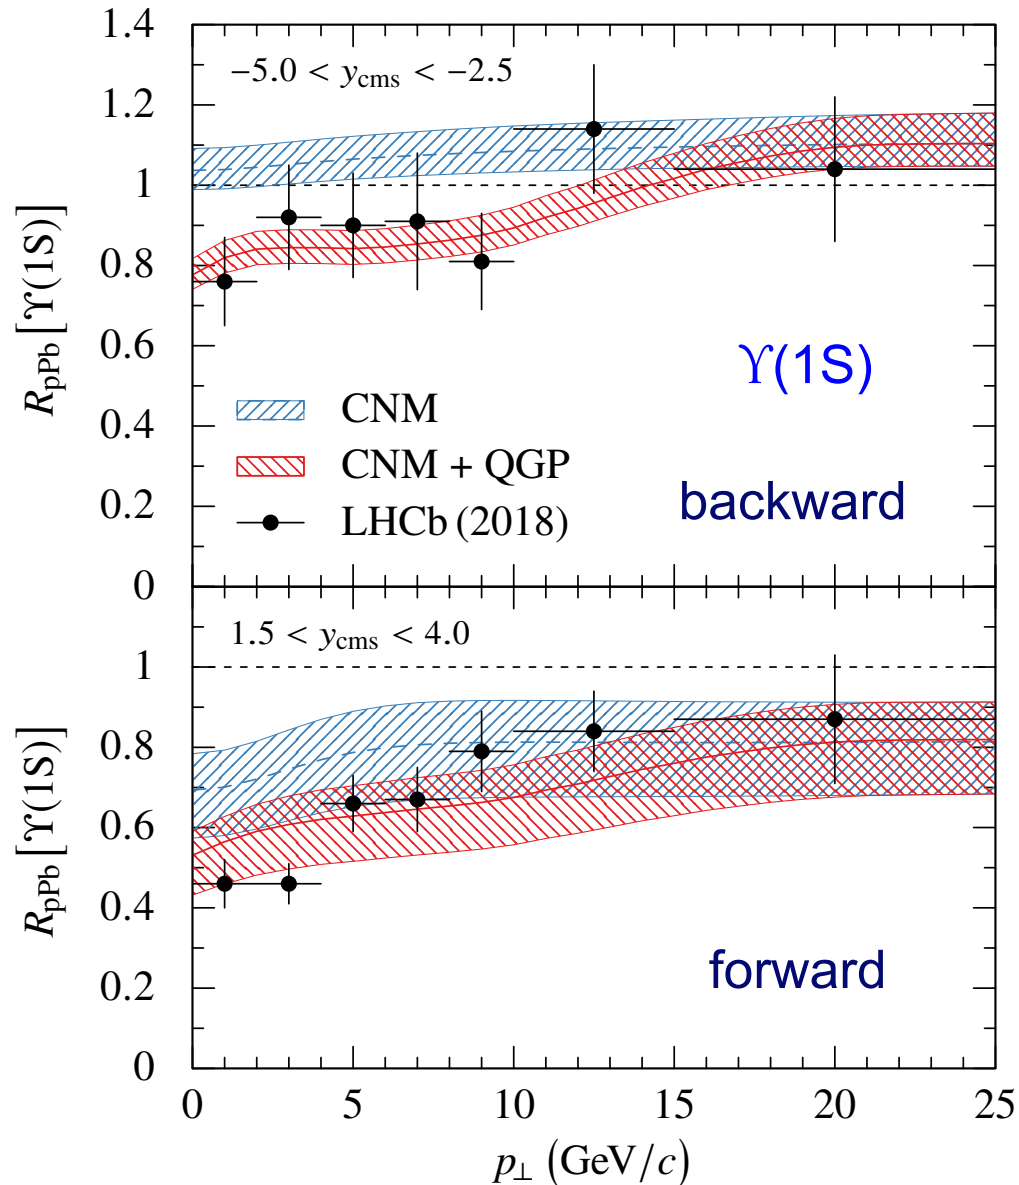 1.4
1.2
1
0.8
0.6
0.4
0.2
0
R_pPb [ϒ(1S)]
−5.0 < y_cms < −2.5
ϒ(1S)
CNM
CNM + QGP
LHCb (2018)
backward
1
0.8
0.6
0.4
0.2
0
R_pPb [ϒ(1S)]
1.5 < y_cms < 4.0
forward
0 5 10 15 20 25
p_⊥ (GeV/c)